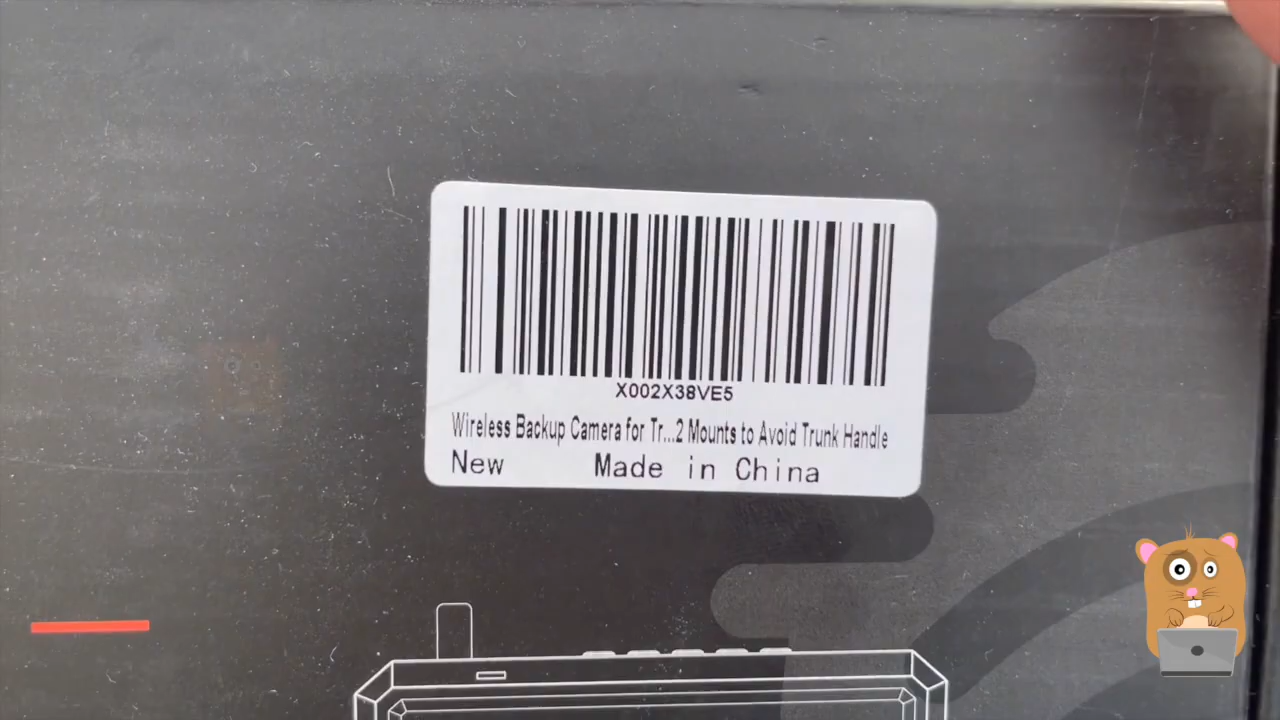 X002X38VE5
Wireless Backup Camera for Tr...2 Mounts to Avoid Trunk Handle
New Made in China